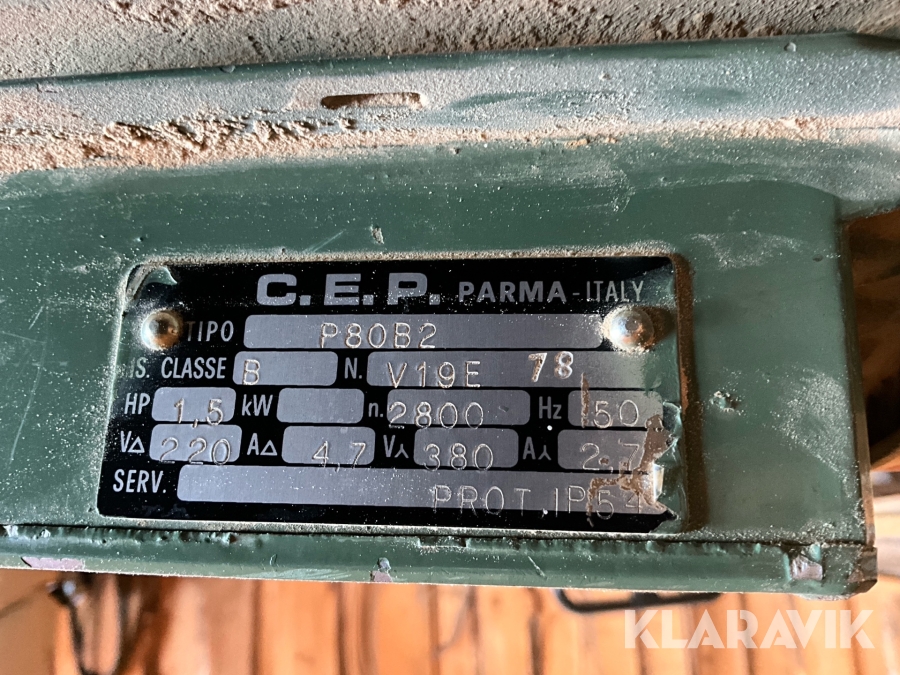 C.E.P. PARMA-ITALY
TIPO P80B2
IS. CLASSE B N. V19E 78
HP 1,5 kW n. 2800 Hz 50
V△ 220 A△ 4,7 V⅄ 380 A⅄ 2,7
SERV. PROT.IP54
KLARAVIK